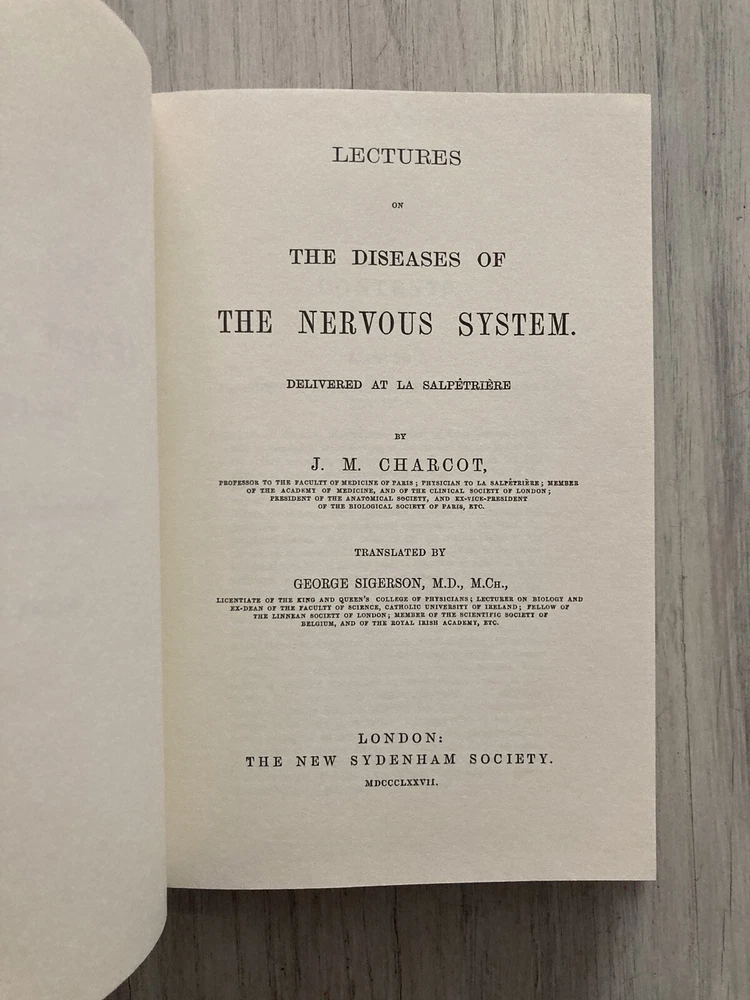 LECTURES
ON
THE DISEASES OF
THE NERVOUS SYSTEM.
DELIVERED AT LA SALPÊTRIÈRE
BY
J. M. CHARCOT,
PROFESSOR TO THE FACULTY OF MEDICINE OF PARIS; PHYSICIAN TO LA SALPÊTRIÈRE; MEMBER
OF THE ACADEMY OF MEDICINE, AND OF THE CLINICAL SOCIETY OF LONDON;
PRESIDENT OF THE ANATOMICAL SOCIETY, AND EX-VICE-PRESIDENT
OF THE BIOLOGICAL SOCIETY OF PARIS, ETC.
TRANSLATED BY
GEORGE SIGERSON, M.D., M.CH.,
LICENTIATE OF THE KING AND QUEEN'S COLLEGE OF PHYSICIANS; LECTURER ON BIOLOGY AND
EX-DEAN OF THE FACULTY OF SCIENCE, CATHOLIC UNIVERSITY OF IRELAND; FELLOW OF
THE LINNEAN SOCIETY OF LONDON; MEMBER OF THE SCIENTIFIC SOCIETY OF
BELGIUM, AND OF THE ROYAL IRISH ACADEMY, ETC.
LONDON:
THE NEW SYDENHAM SOCIETY.
MDCCCLXXVII.